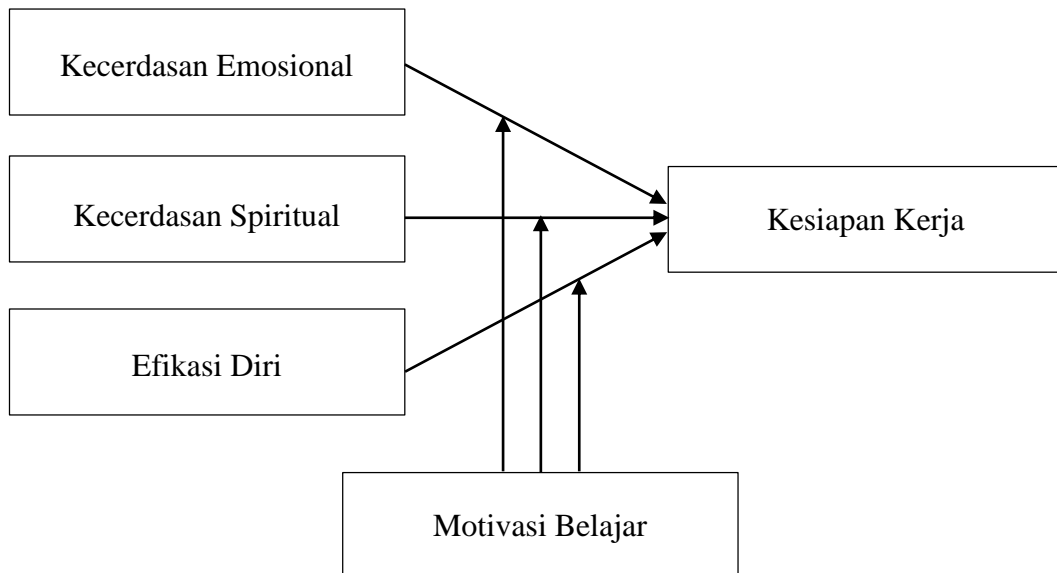 Kecerdasan Emosional
Kecerdasan Spiritual
Kesiapan Kerja
Efikasi Diri
Motivasi Belajar